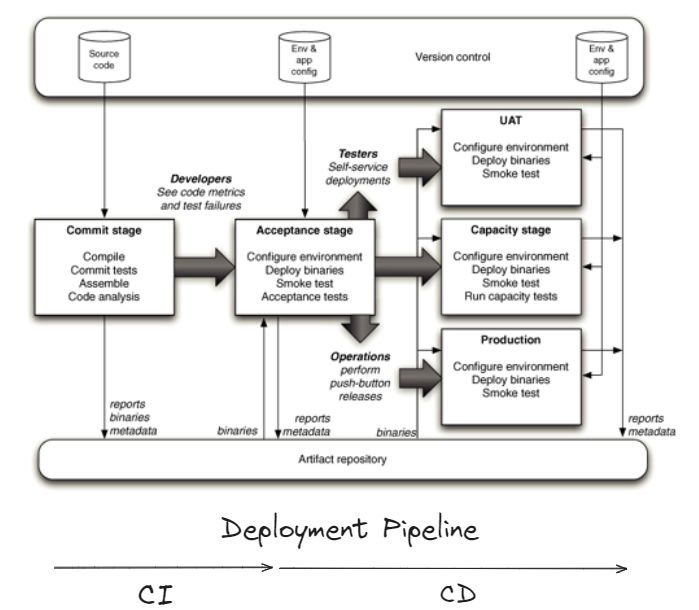 Source
code
Env &
app
config
Version control
Env &
app
config
Developers
See code metrics
and test failures
Testers
Self-service
deployments
UAT
Configure environment
Deploy binaries
Smoke test
Commit stage
Compile
Commit tests
Assemble
Code analysis
Acceptance stage
Configure environment
Deploy binaries
Smoke test
Acceptance tests
Capacity stage
Configure environment
Deploy binaries
Smoke test
Run capacity tests
Operations
perform
push-button
releases
Production
Configure environment
Deploy binaries
Smoke test
reports
binaries
metadata
binaries
reports
metadata
binaries
reports
metadata
Artifact repository
Deployment Pipeline
CI
CD